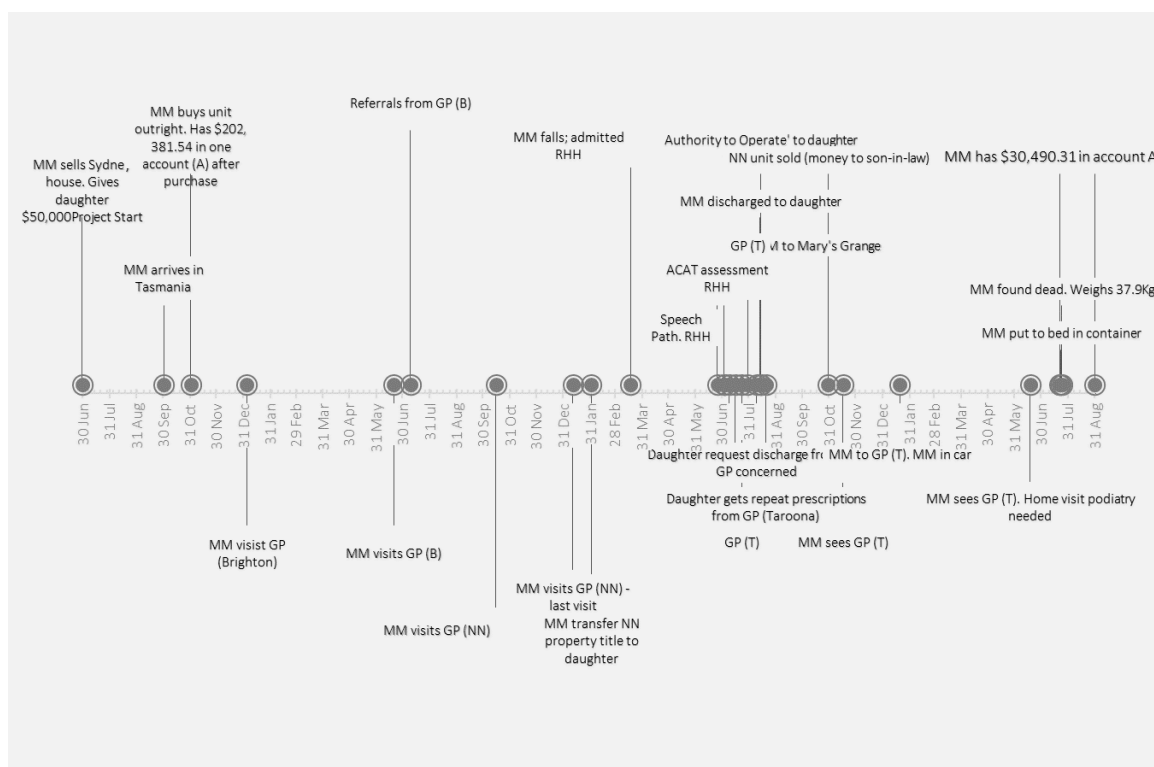 Referrals from GP (B)
MM buys unit
outright. Has $202,
381.54 in one
account (A) after
purchase
MM falls; admitted
RHH
Authority to Operate' to daughter
NN unit sold (money to son-in-law)
MM has $30,490.31 in account A
MM sells Sydne,
house. Gives
daughter
$50,000Project Start
MM discharged to daughter
GP (T)
to Mary's Grange
MM arrives in
Tasmania
ACAT assessment
RHH
MM found dead. Weighs 37.9Kg
Speech
Path. RHH
MM put to bed in container
30 Jun
31 Jul
31 Aug
30 Sep
31 Oct
30 Nov
31 Dec
31 Jan
29 Feb
31 Mar
30 Apr
31 May
30 Jun
31 Jul
31 Aug
30 Sep
31 Oct
30 Nov
31 Dec
31 Jan
28 Feb
31 Mar
30 Apr
31 May
30 Jun
31 Jul
31 Aug
30 Sep
31 Oct
30 Nov
31 Dec
31 Jan
28 Feb
31 Mar
30 Apr
31 May
30 Jun
31 Jul
31 Aug
Daughter request discharge
MM to GP (T). MM in car
GP concerned
Daughter gets repeat prescriptions
from GP (Taroona)
MM sees GP (T). Home visit podiatry
needed
GP (T)
MM sees GP (T)
MM visist GP
(Brighton)
MM visits GP (B)
MM visits GP (NN) -
last visit
MM transfer NN
property title to
daughter
MM visits GP (NN)